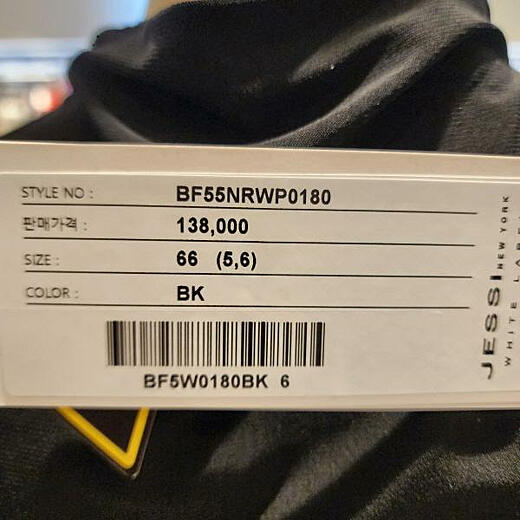 STYLE NO : BF55NRWP0180
판매가격 : 138,000
SIZE : 66 (5,6)
COLOR : BK
BF5W0180BK 6
JESSI NEW YORK
WHITE LABEL